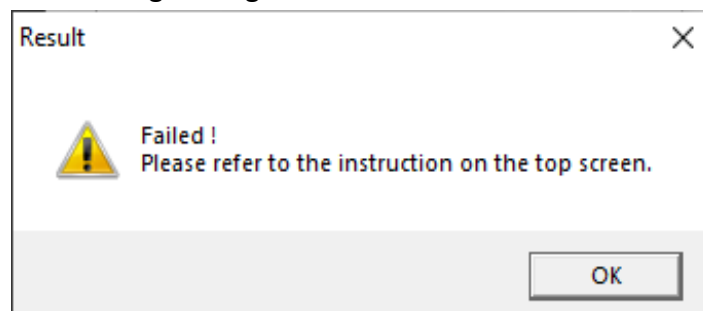 Result
Failed !
Please refer to the instruction on the top screen.
OK